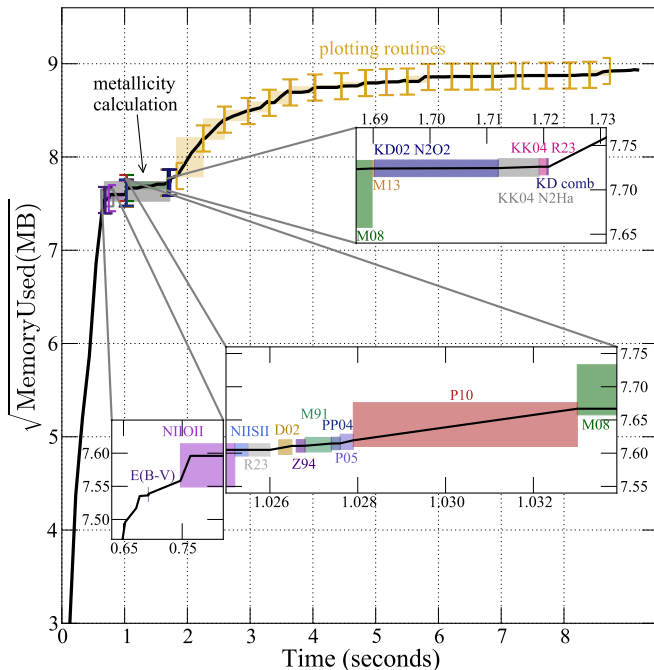 plotting routines
metallicity
calculation
9
8
7
6
5
4
3
√MemoryUsed(MB)
1.69 1.70 1.71 1.72 1.73
KD02 N2O2
KK04 R23
M13
KD comb
KK04 N2Ha
M08
7.75
7.70
7.65
P10
M91
D02
PP04
NIISII
R23
Z94
P05
M08
7.75
7.70
7.65
7.60
7.55
1.026 1.028 1.030 1.032
NIIOII
E(B-V)
7.60
7.55
7.50
0.65 0.75
0 1 2 3 4 5 6 7 8
Time (seconds)